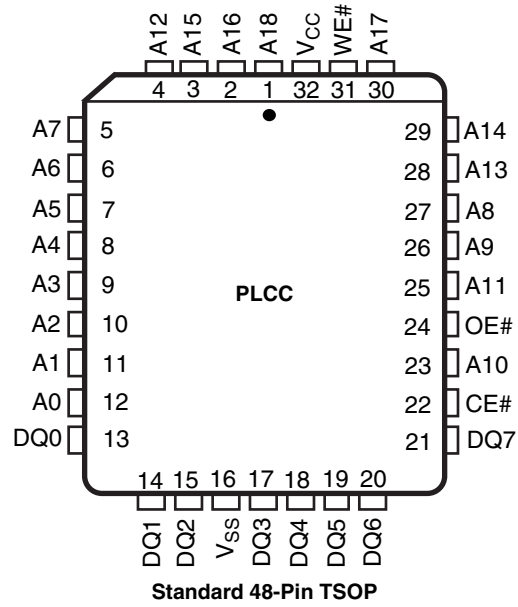 A12 A15 A16 A18 VCC WE# A17
4 3 2 1 32 31 30
A7 5 29 A14
A6 6 28 A13
A5 7 27 A8
A4 8 26 A9
A3 9 25 A11
PLCC
A2 10 24 OE#
A1 11 23 A10
A0 12 22 CE#
DQ0 13 21 DQ7
14 15 16 17 18 19 20
DQ1 DQ2 VSS DQ3 DQ4 DQ5 DQ6
Standard 48-Pin TSOP